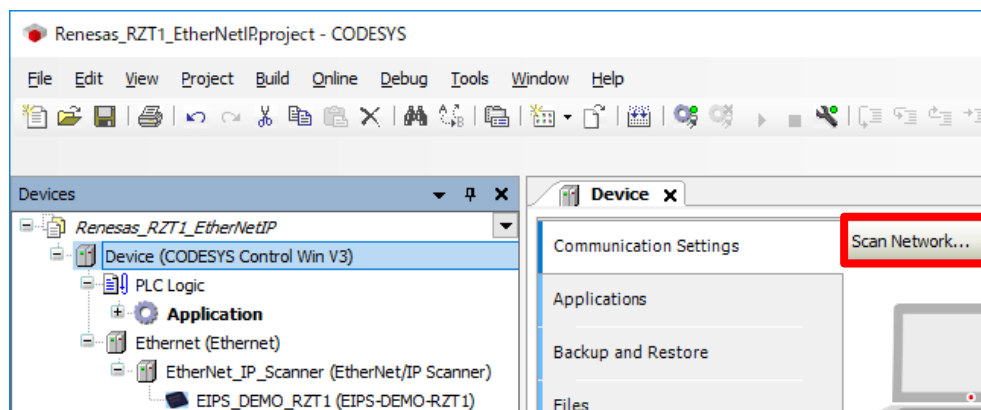 Renesas_RZT1_EtherNetIP.project - CODESYS
File Edit View Project Build Online Debug Tools Window Help
Devices
Device
Renesas_RZT1_EtherNetIP
Device (CODESYS Control Win V3)
PLC Logic
Application
Ethernet (Ethernet)
EtherNet_IP_Scanner (EtherNet/IP Scanner)
EIPS_DEMO_RZT1 (EIPS-DEMO-RZT1)
Communication Settings
Scan Network...
Applications
Backup and Restore
Files